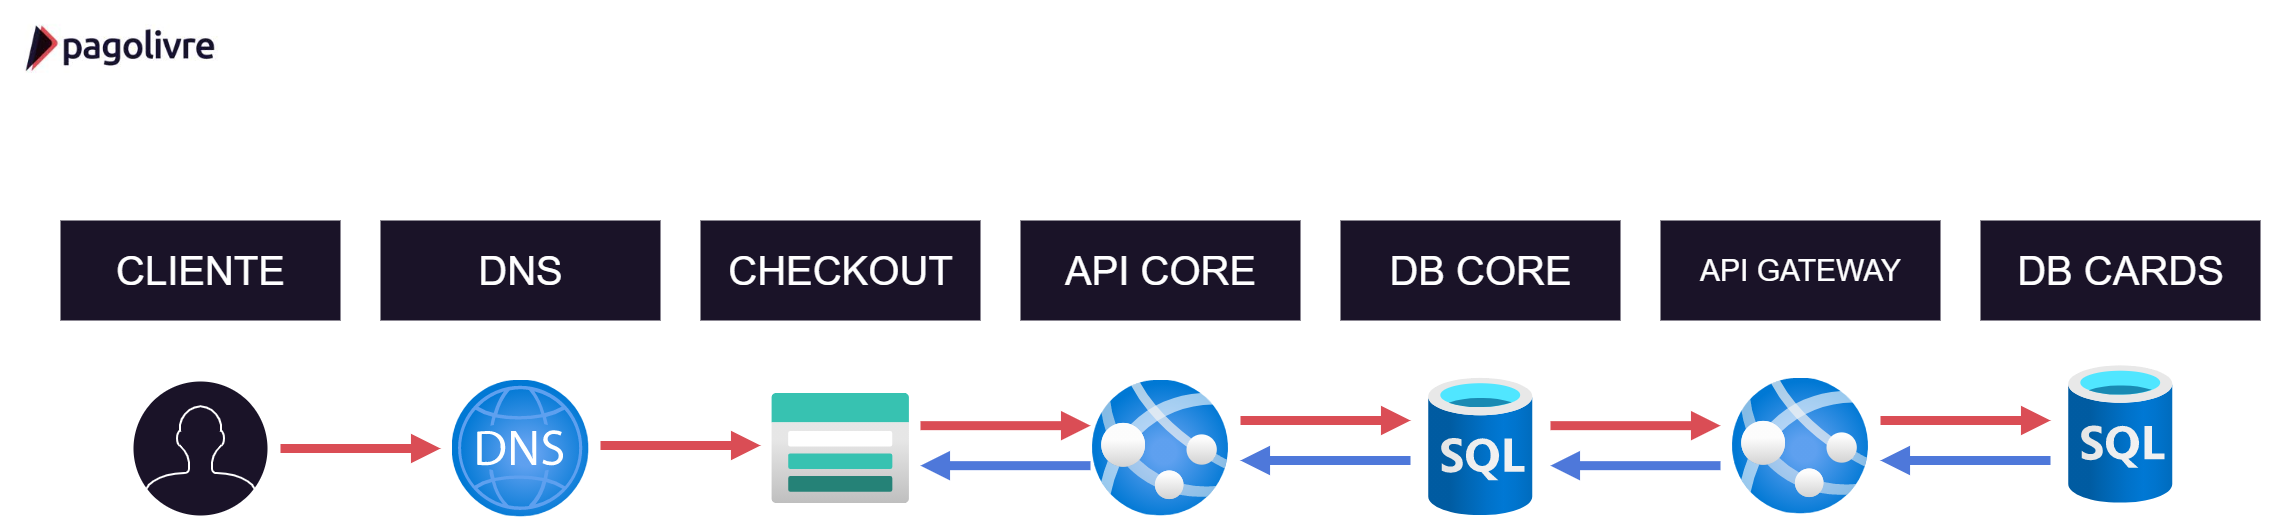 pagolivre
CLIENTE
DNS
CHECKOUT
API CORE
DB CORE
API GATEWAY
DB CARDS
DNS
SQL
SQL